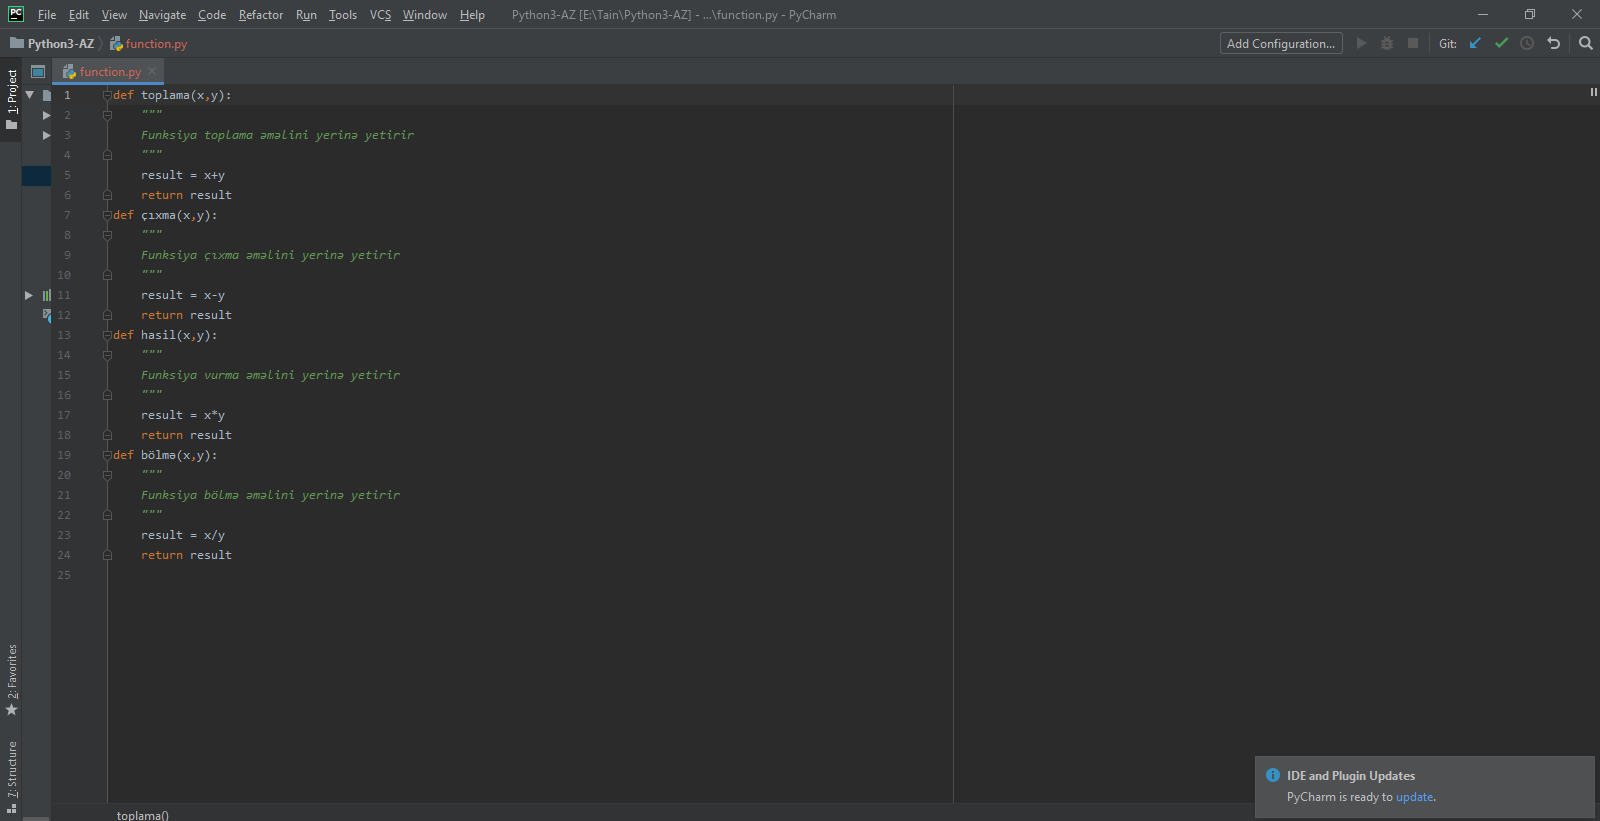 PC File Edit View Navigate Code Refactor Run Tools VCS Window Help Python3-AZ [E:\Tain\Python3-AZ] - ...\function.py - PyCharm
Python3-AZ function.py Add Configuration... Git:
1: Project
function.py
1 def toplama(x,y):
2 """
3 Funksiya toplama əməlini yerinə yetirir
4 """
5 result = x+y
6 return result
7 def çıxma(x,y):
8 """
9 Funksiya çıxma əməlini yerinə yetirir
10 """
11 result = x-y
12 return result
13 def hasil(x,y):
14 """
15 Funksiya vurma əməlini yerinə yetirir
16 """
17 result = x*y
18 return result
19 def bölmə(x,y):
20 """
21 Funksiya bölmə əməlini yerinə yetirir
22 """
23 result = x/y
24 return result
25
2: Favorites
7: Structure
IDE and Plugin Updates
PyCharm is ready to update.
toplama()